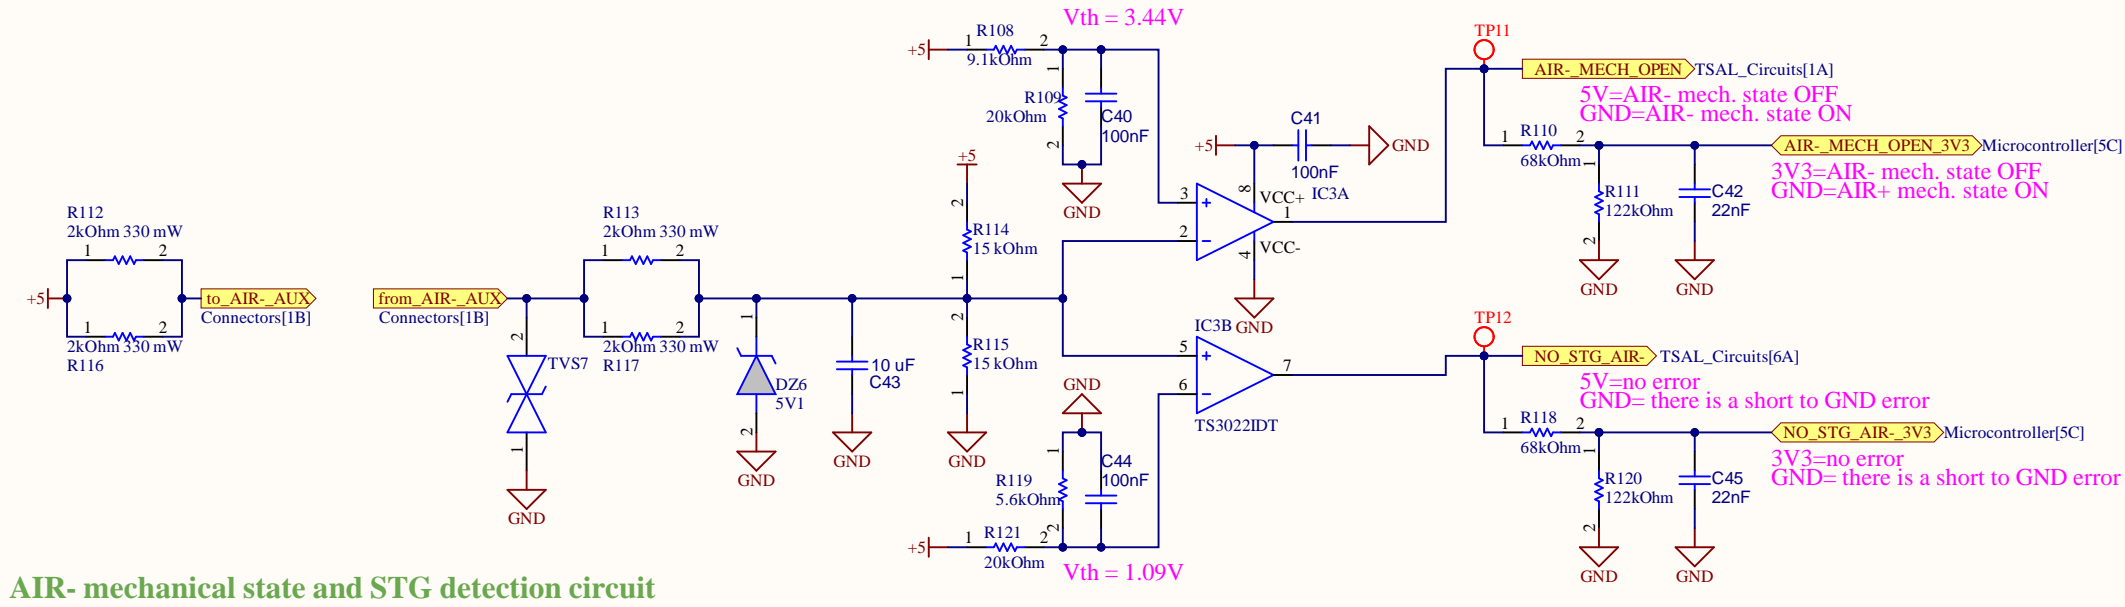 Vth = 3.44V
R108
+5
1
2
9.1kOhm
1
R109
20kOhm
2
C40
100nF
GND
TP11
AIR-_MECH_OPEN
TSAL_Circuits[1A]
5V=AIR- mech. state OFF
GND=AIR- mech. state ON
R110
1
2
68kOhm
AIR-_MECH_OPEN_3V3
Microcontroller[5C]
3V3=AIR- mech. state OFF
GND=AIR+ mech. state ON
1
R111
122kOhm
2
C42
22nF
GND
GND
C41
+5
100nF
GND
3
+
8
VCC+
IC3A
1
2
−
4
VCC-
GND
+5
2
R114
15 kOhm
1
R112
2kOhm 330 mW
1
2
+5
to_AIR-_AUX
Connectors[1B]
1
2
2kOhm 330 mW
R116
from_AIR-_AUX
Connectors[1B]
R113
2kOhm 330 mW
1
2
1
2
2kOhm 330 mW
R117
2
TVS7
1
GND
1
DZ6
5V1
2
GND
10 uF
C43
GND
2
R115
15 kOhm
1
GND
IC3B
5
+
7
6
−
TS3022IDT
GND
1
R119
5.6kOhm
2
C44
100nF
+5
1
R121
2
20kOhm
Vth = 1.09V
TP12
NO_STG_AIR-
TSAL_Circuits[6A]
5V=no error
GND= there is a short to GND error
R118
1
2
68kOhm
NO_STG_AIR-_3V3
Microcontroller[5C]
3V3=no error
GND= there is a short to GND error
1
R120
122kOhm
2
C45
22nF
GND
GND
AIR- mechanical state and STG detection circuit